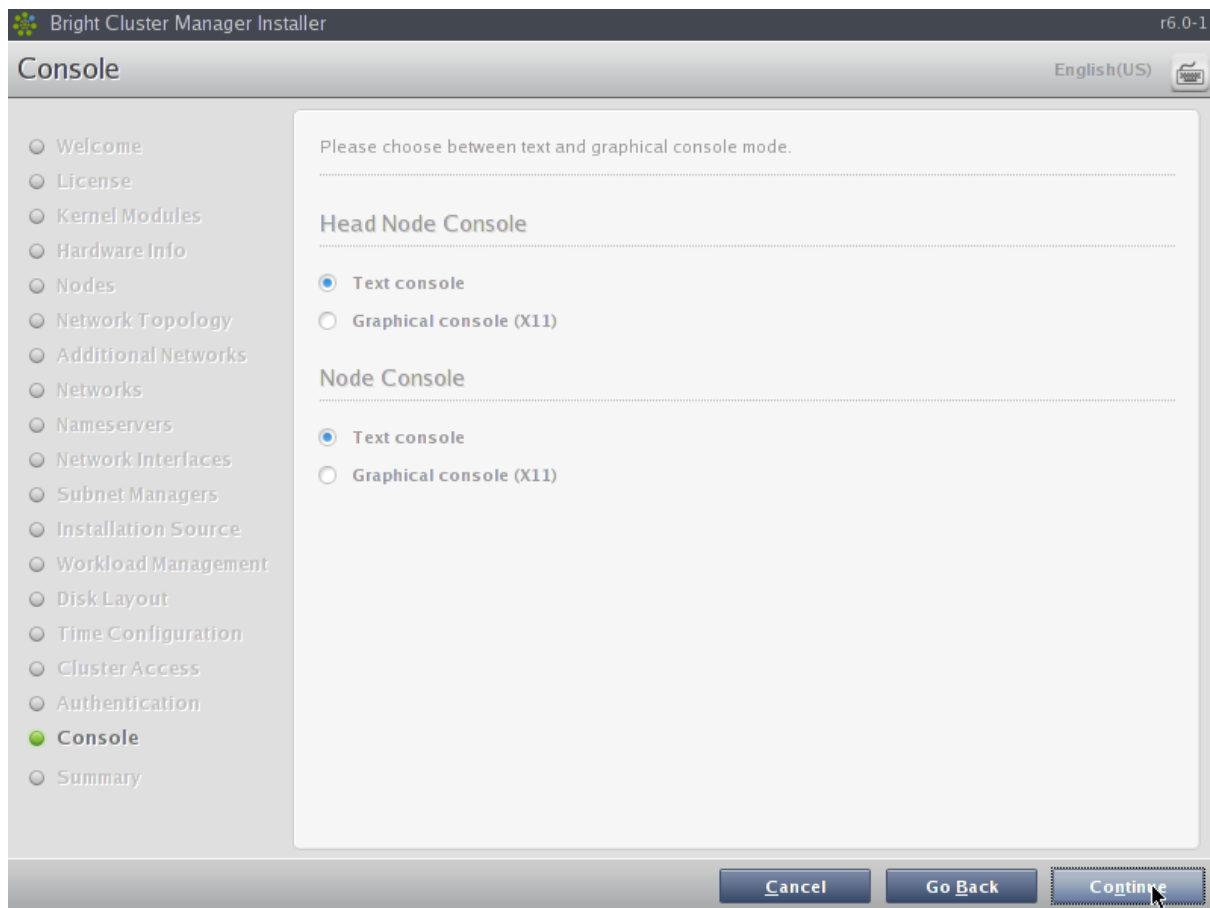 Bright Cluster Manager Installer
r6.0-1
Console
English(US)
Welcome
License
Kernel Modules
Hardware Info
Nodes
Network Topology
Additional Networks
Networks
Nameservers
Network Interfaces
Subnet Managers
Installation Source
Workload Management
Disk Layout
Time Configuration
Cluster Access
Authentication
Console
Summary
Please choose between text and graphical console mode.
Head Node Console
Text console
Graphical console (X11)
Node Console
Text console
Graphical console (X11)
Cancel
Go Back
Continue